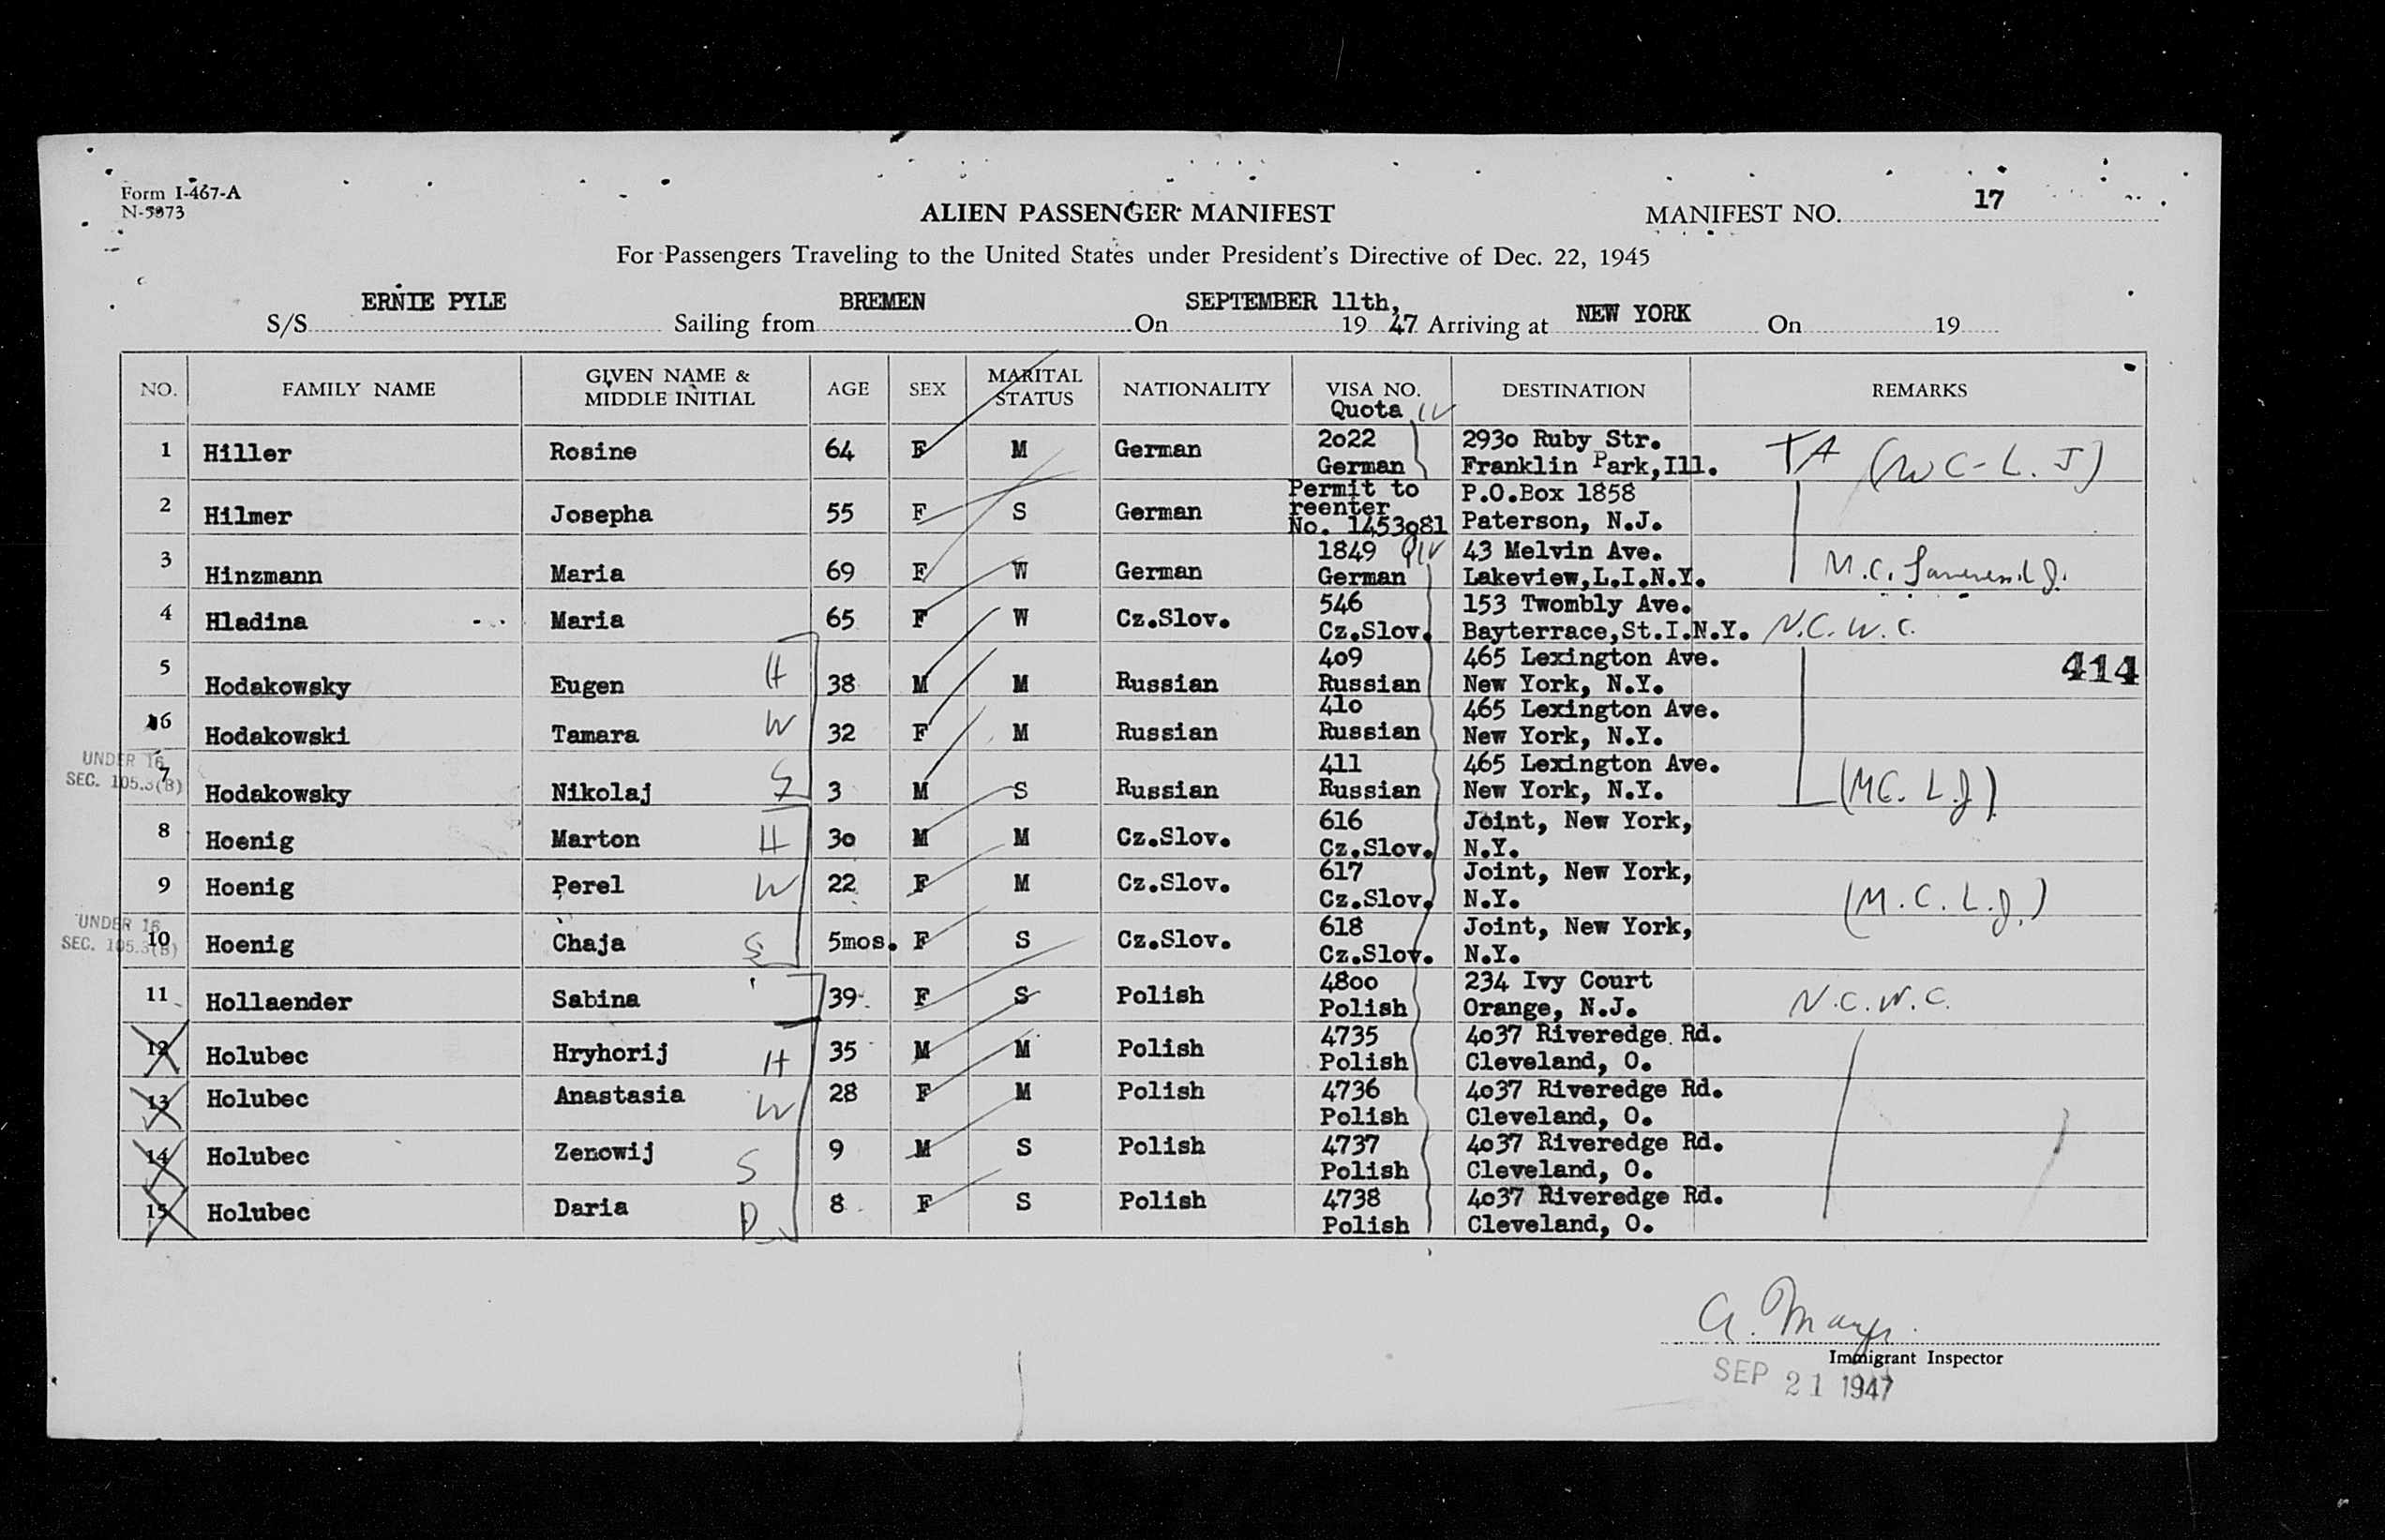 Form I-467-A
N-5973
ALIEN PASSENGER MANIFEST
MANIFEST NO. 17
For Passengers Traveling to the United States under President's Directive of Dec. 22, 1945
S/S ERNIE PYLE Sailing from BREMEN On SEPTEMBER 11th, 19 47 Arriving at NEW YORK On 19
NO. FAMILY NAME GIVEN NAME & MIDDLE INITIAL AGE SEX MARITAL STATUS NATIONALITY VISA NO. Quota IV DESTINATION REMARKS
1 Hiller Rosine 64 F M German 2022 German 2930 Ruby Str. Franklin Park,Ill. TA
2 Hilmer Josepha 55 F S German Permit to reenter No. 1453081 P.O.Box 1858 Paterson, N.J.
3 Hinzmann Maria 69 F W German 1849 German QIV 43 Melvin Ave. Lakeview,L.I.N.Y. M.C.
4 Hladina Maria 65 F W Cz.Slov. 546 Cz.Slov. 153 Twombly Ave. Bayterrace,St.I.N.Y. N.C.W.C.
5 Hodakowsky Eugen H 38 M M Russian 409 Russian 465 Lexington Ave. New York, N.Y. 414
6 Hodakowski Tamara W 32 F M Russian 410 Russian 465 Lexington Ave. New York, N.Y.
UNDER 16 SEC. 105.3(B)
7 Hodakowsky Nikolaj S 3 M S Russian 411 Russian 465 Lexington Ave. New York, N.Y. (MC. L.J)
8 Hoenig Marton H 30 M M Cz.Slov. 616 Cz.Slov. Joint, New York, N.Y.
9 Hoenig Perel W 22 F M Cz.Slov. 617 Cz.Slov. Joint, New York, N.Y. (M.C.L.J.)
UNDER 16 SEC. 105.3(B)
10 Hoenig Chaja S 5mos. F S Cz.Slov. 618 Cz.Slov. Joint, New York, N.Y.
11 Hollaender Sabina 39 F S Polish 4800 Polish 234 Ivy Court Orange, N.J. N.C.W.C.
12 Holubec Hryhorij H 35 M M Polish 4735 Polish 4037 Riveredge Rd. Cleveland, O.
13 Holubec Anastasia W 28 F M Polish 4736 Polish 4037 Riveredge Rd. Cleveland, O.
14 Holubec Zenowij S 9 M S Polish 4737 Polish 4037 Riveredge Rd. Cleveland, O.
15 Holubec Daria D 8 F S Polish 4738 Polish 4037 Riveredge Rd. Cleveland, O.
Immigrant Inspector
SEP 21 1947